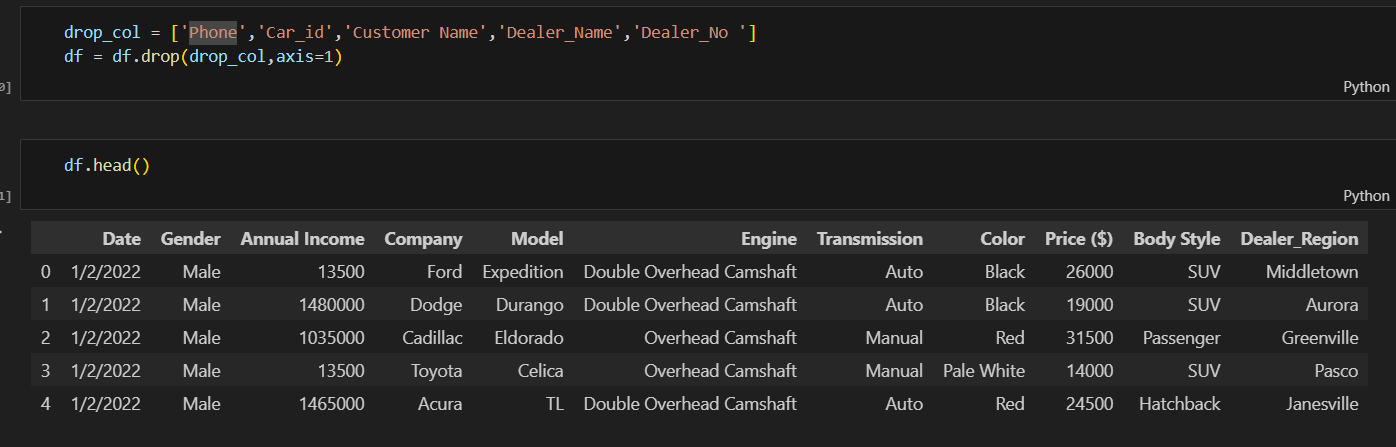 drop_col = ['Phone','Car_id','Customer Name','Dealer_Name','Dealer_No ']
df = df.drop(drop_col,axis=1)
0]
Python
df.head()
1]
Python
Date Gender Annual Income Company Model Engine Transmission Color Price ($) Body Style Dealer_Region
0 1/2/2022 Male 13500 Ford Expedition Double Overhead Camshaft Auto Black 26000 SUV Middletown
1 1/2/2022 Male 1480000 Dodge Durango Double Overhead Camshaft Auto Black 19000 SUV Aurora
2 1/2/2022 Male 1035000 Cadillac Eldorado Overhead Camshaft Manual Red 31500 Passenger Greenville
3 1/2/2022 Male 13500 Toyota Celica Overhead Camshaft Manual Pale White 14000 SUV Pasco
4 1/2/2022 Male 1465000 Acura TL Double Overhead Camshaft Auto Red 24500 Hatchback Janesville